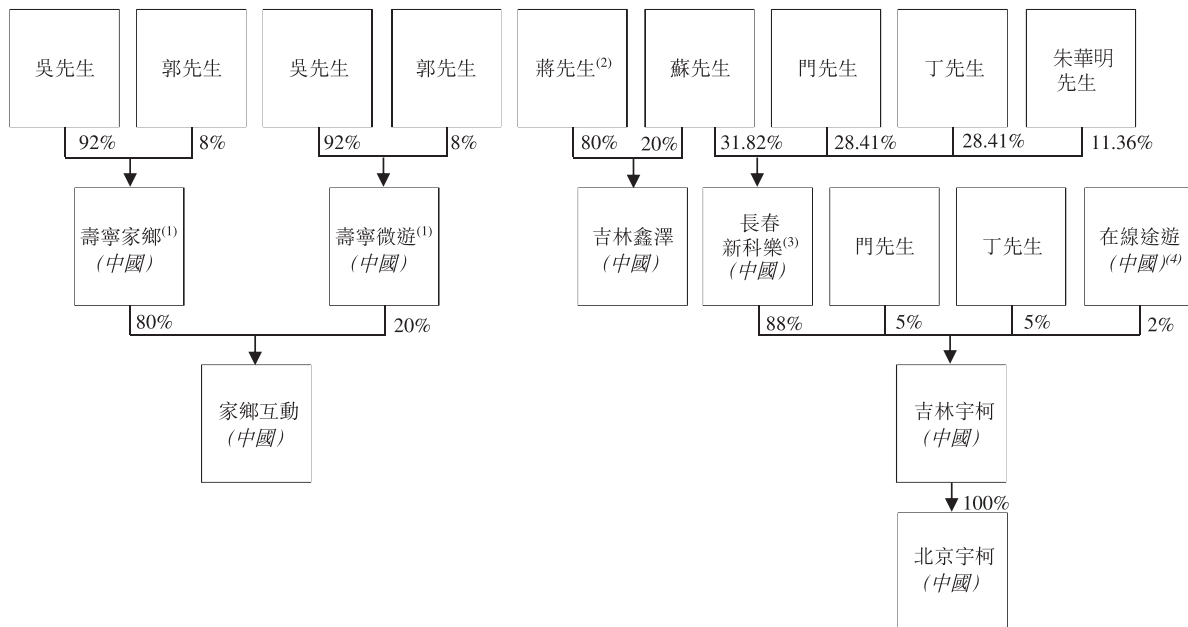 吳先生
郭先生
吳先生
郭先生
蔣先生(2)
蘇先生
門先生
丁先生
朱華明
先生
92%
8%
92%
8%
80%
20%
31.82%
28.41%
28.41%
11.36%
壽寧家鄉(1)
(中國)
壽寧微遊(1)
(中國)
吉林鑫澤
(中國)
長春
新科樂(3)
(中國)
門先生
丁先生
在線途遊
(中國)(4)
80%
20%
88%
5%
5%
2%
家鄉互動
(中國)
吉林宇柯
(中國)
100%
北京宇柯
(中國)